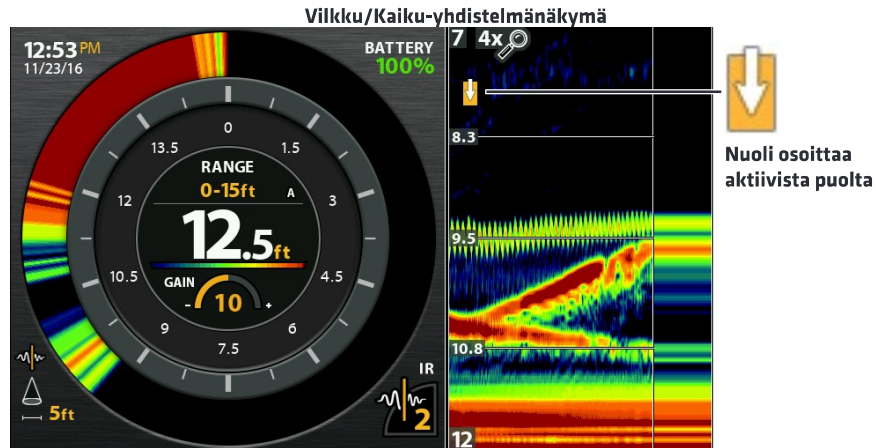 Vilkku/Kaiku-yhdistelmänäkymä
12:53 PM
11/23/16
BATTERY
100%
0
1.5
3
4.5
6
7.5
9
10.5
12
13.5
RANGE
0-15ft A
12.5ft
GAIN
- 10 +
5ft
IR
2
7 4x
8.3
9.5
10.8
12
Nuoli osoittaa
aktiivista puolta